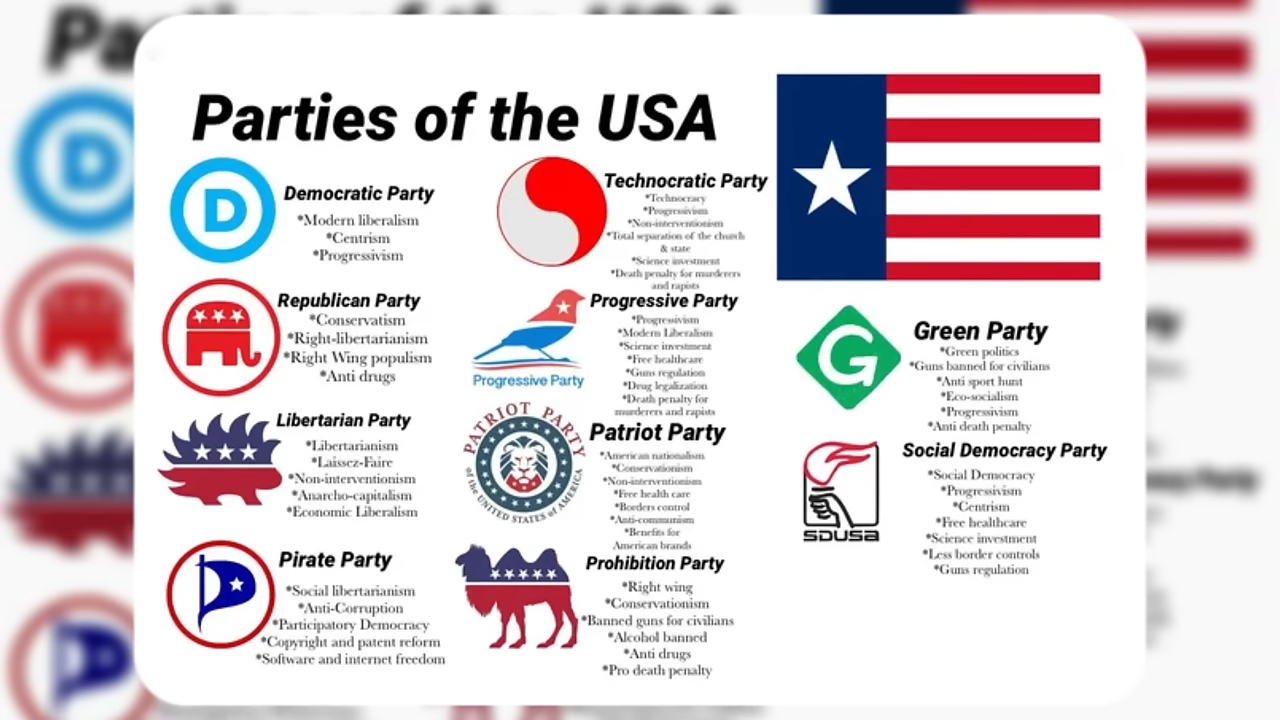 Parties of the USA
D
Democratic Party
*Modern liberalism
*Centrism
*Progressivism
Republican Party
*Conservatism
*Right-libertarianism
*Right Wing populism
*Anti drugs
Libertarian Party
*Libertarianism
*Laissez-Faire
*Non-interventionism
*Anarcho-capitalism
*Economic Liberalism
Pirate Party
*Social libertarianism
*Anti-Corruption
*Participatory Democracy
*Copyright and patent reform
*Software and internet freedom
Technocratic Party
*Technocracy
*Progressivism
*Non-interventionism
*Total separation of the church
& state
*Science investment
*Death penalty for murderers
and rapists
Progressive Party
Progressive Party
*Progressivism
*Modern Liberalism
*Science investment
*Free healthcare
*Guns regulation
*Drug legalization
*Death penalty for
murderers and rapists
PATRIOT PARTY
of the UNITED STATES of AMERICA
Patriot Party
*American nationalism
*Conservationism
*Non-interventionism
*Free health care
*Borders control
*Anti-communism
*Benefits for
American brands
Prohibition Party
*Right wing
*Conservationism
*Banned guns for civilians
*Alcohol banned
*Anti drugs
*Pro death penalty
G
Green Party
*Green politics
*Guns banned for civilians
*Anti sport hunt
*Eco-socialism
*Progressivism
*Anti death penalty
SDUSA
Social Democracy Party
*Social Democracy
*Progressivism
*Centrism
*Free healthcare
*Science investment
*Less border controls
*Guns regulation